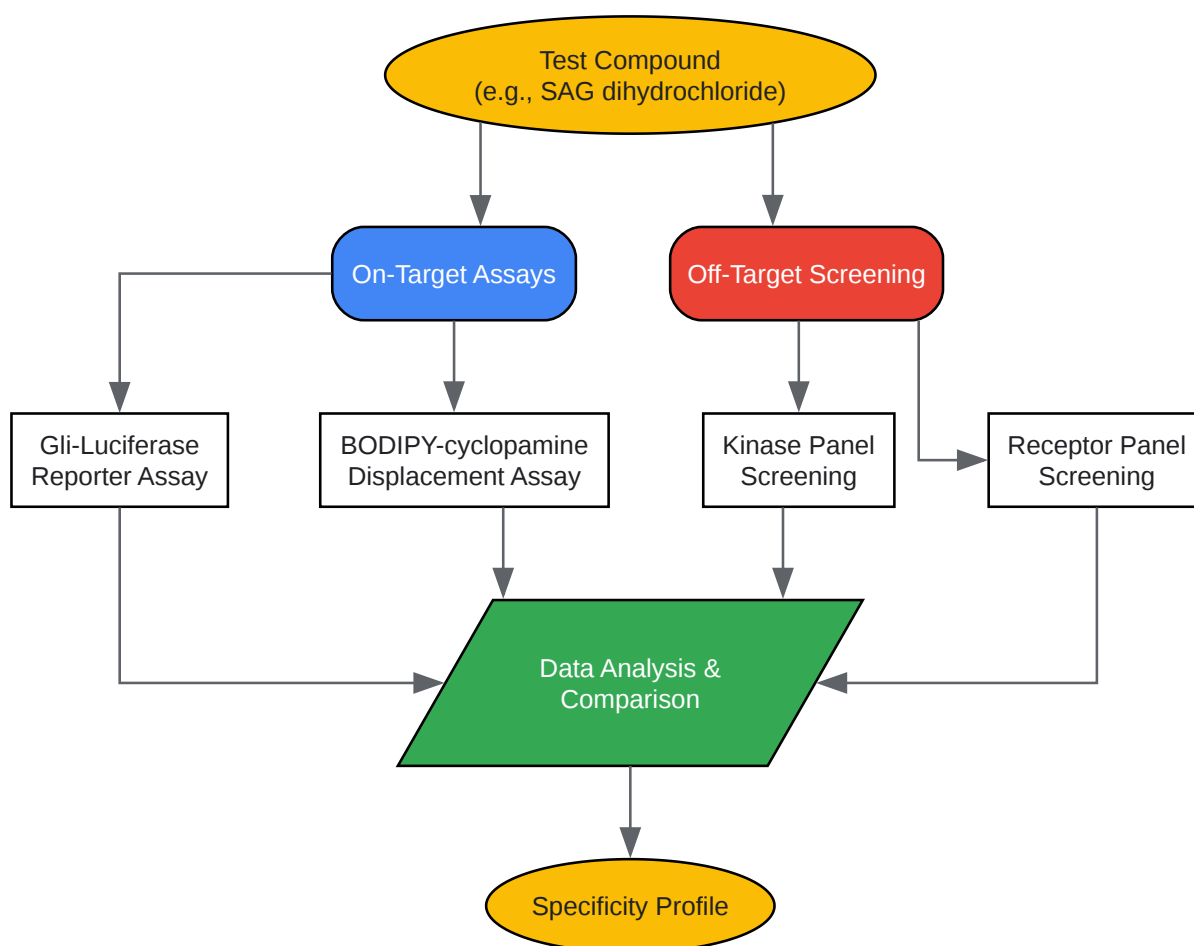 Test Compound
(e.g., SAG dihydrochloride)
On-Target Assays
Off-Target Screening
Gli-Luciferase
Reporter Assay
BODIPY-cyclopamine
Displacement Assay
Kinase Panel
Screening
Receptor Panel
Screening
Data Analysis &
Comparison
Specificity Profile